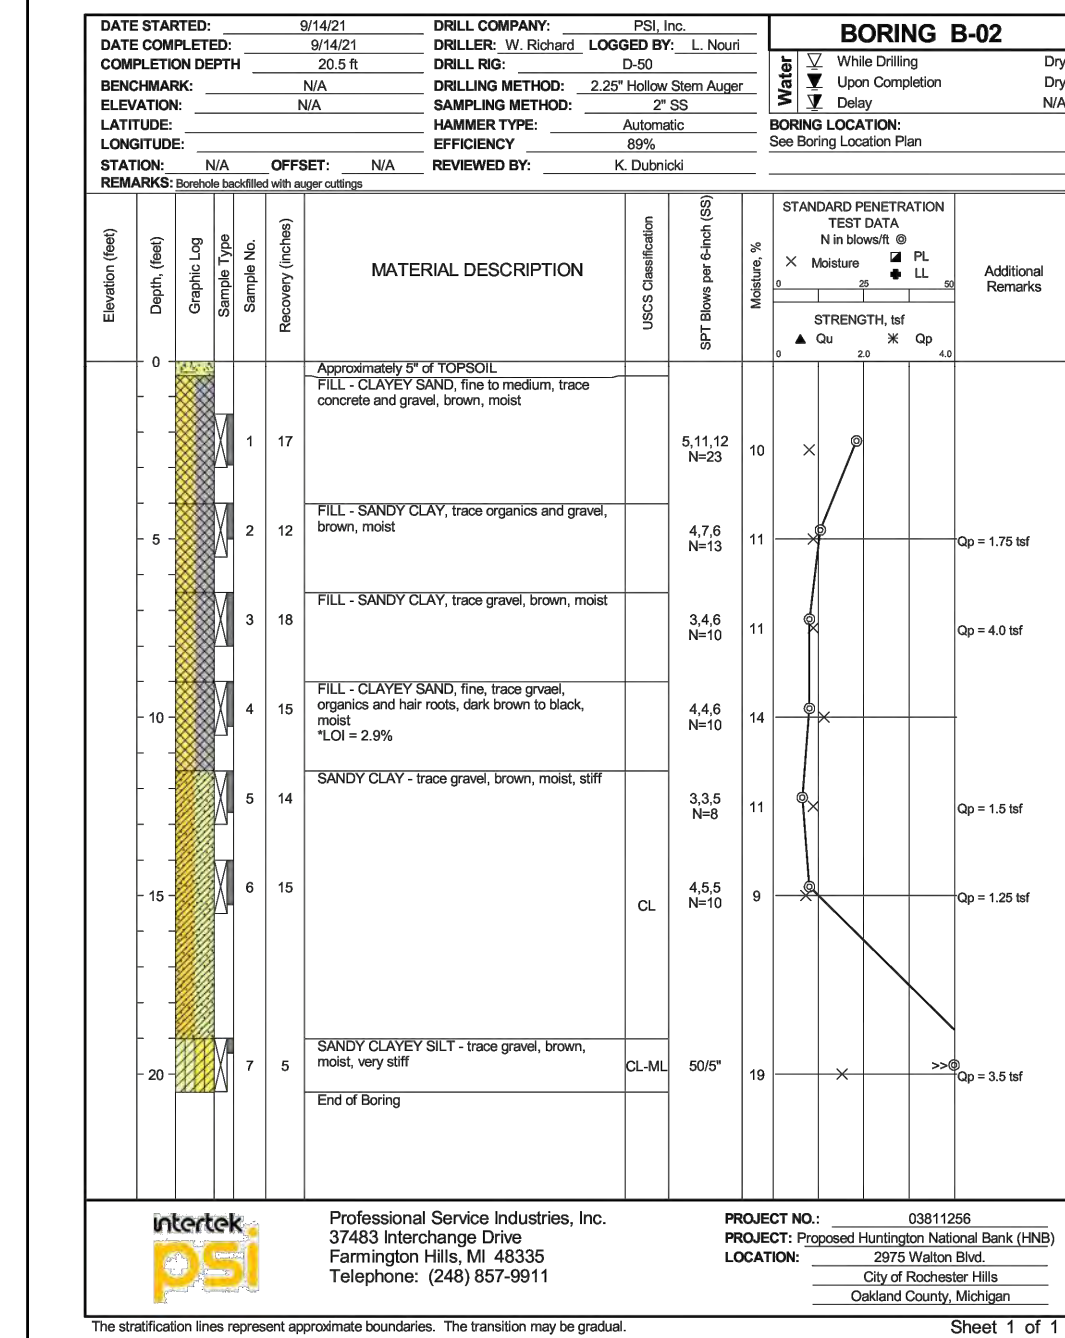 DATE STARTED: 9/14/21
DATE COMPLETED: 9/14/21
COMPLETION DEPTH 20.5 ft
BENCHMARK: N/A
ELEVATION: N/A
LATITUDE:
LONGITUDE:
STATION: N/A OFFSET: N/A
REMARKS: Borehole backfilled with auger cuttings
DRILL COMPANY: PSI, Inc.
DRILLER: W. Richard LOGGED BY: L. Nouri
DRILL RIG: D-50
DRILLING METHOD: 2.25" Hollow Stem Auger
SAMPLING METHOD: 2" SS
HAMMER TYPE: Automatic
EFFICIENCY 89%
REVIEWED BY: K. Dubnicki
BORING B-02
Water
While Drilling Dry
Upon Completion Dry
Delay N/A
BORING LOCATION:
See Boring Location Plan
Elevation (feet)
Depth, (feet)
Graphic Log
Sample Type
Sample No.
Recovery (inches)
MATERIAL DESCRIPTION
USCS Classification
SPT Blows per 6-inch (SS)
Moisture, %
STANDARD PENETRATION
TEST DATA
N in blows/ft
Moisture PL
LL
0 25 50
STRENGTH, tsf
Qu Qp
0 2.0 4.0
Additional
Remarks
0
Approximately 5" of TOPSOIL
FILL - CLAYEY SAND, fine to medium, trace
concrete and gravel, brown, moist
1 17 5,11,12 10
N=23
FILL - SANDY CLAY, trace organics and gravel,
brown, moist
5 2 12 4,7,6 11 Qp = 1.75 tsf
N=13
FILL - SANDY CLAY, trace gravel, brown, moist
3 18 3,4,6 11 Qp = 4.0 tsf
N=10
FILL - CLAYEY SAND, fine, trace grvael,
organics and hair roots, dark brown to black,
moist
*LOI = 2.9%
10 4 15 4,4,6 14
N=10
SANDY CLAY - trace gravel, brown, moist, stiff
5 14 3,3,5 11 Qp = 1.5 tsf
N=8
15 6 15 4,5,5 9 Qp = 1.25 tsf
N=10
CL
SANDY CLAYEY SILT - trace gravel, brown,
moist, very stiff
20 7 5 CL-ML 50/5" 19 >> Qp = 3.5 tsf
End of Boring
intertek
psi
Professional Service Industries, Inc.
37483 Interchange Drive
Farmington Hills, MI 48335
Telephone: (248) 857-9911
PROJECT NO.: 03811256
PROJECT: Proposed Huntington National Bank (HNB)
LOCATION: 2975 Walton Blvd.
City of Rochester Hills
Oakland County, Michigan
The stratification lines represent approximate boundaries. The transition may be gradual.
Sheet 1 of 1